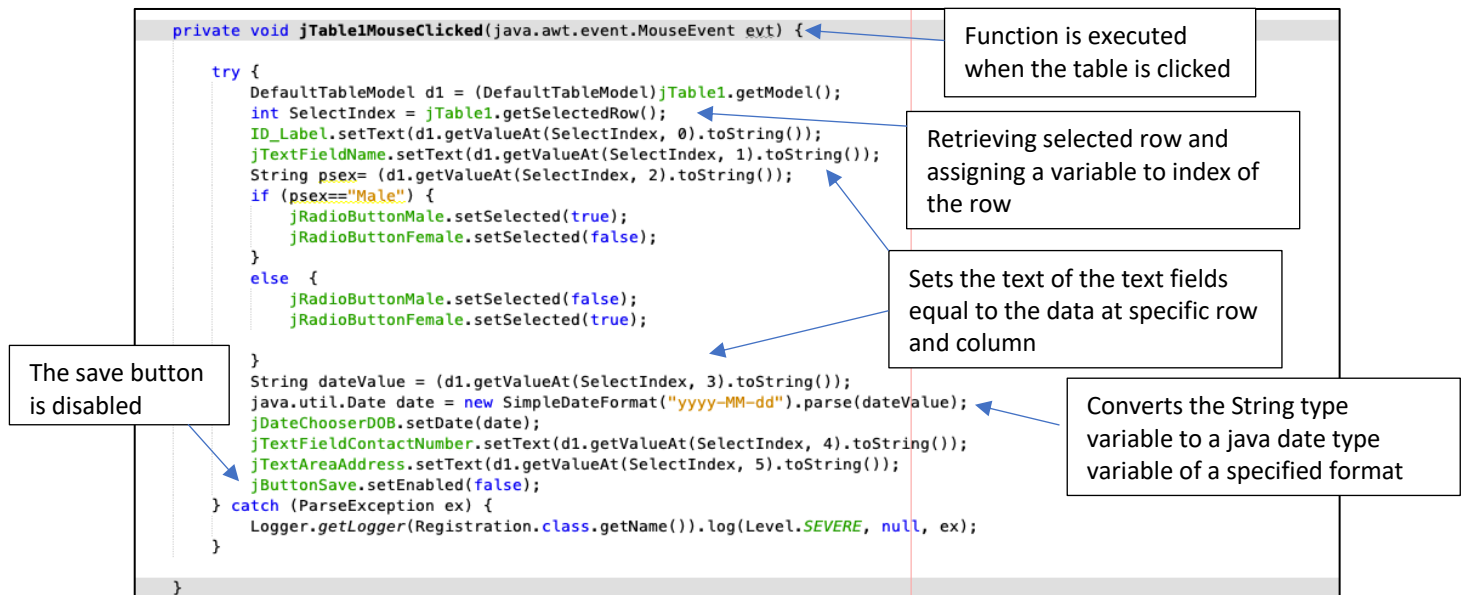 private void jTable1MouseClicked(java.awt.event.MouseEvent evt) {
try {
DefaultTableModel d1 = (DefaultTableModel)jTable1.getModel();
int SelectIndex = jTable1.getSelectedRow();
ID_Label.setText(d1.getValueAt(SelectIndex, 0).toString());
jTextFieldName.setText(d1.getValueAt(SelectIndex, 1).toString());
String psex= (d1.getValueAt(SelectIndex, 2).toString());
if (psex=="Male") {
jRadioButtonMale.setSelected(true);
jRadioButtonFemale.setSelected(false);
}
else  {
jRadioButtonMale.setSelected(false);
jRadioButtonFemale.setSelected(true);
}
String dateValue = (d1.getValueAt(SelectIndex, 3).toString());
java.util.Date date = new SimpleDateFormat("yyyy-MM-dd").parse(dateValue);
jDateChooserDOB.setDate(date);
jTextFieldContactNumber.setText(d1.getValueAt(SelectIndex, 4).toString());
jTextAreaAddress.setText(d1.getValueAt(SelectIndex, 5).toString());
jButtonSave.setEnabled(false);
} catch (ParseException ex) {
Logger.getLogger(Registration.class.getName()).log(Level.SEVERE, null, ex);
}
}
Function is executed
when the table is clicked
Retrieving selected row and
assigning a variable to index of
the row
Sets the text of the text fields
equal to the data at specific row
and column
The save button
is disabled
Converts the String type
variable to a java date type
variable of a specified format